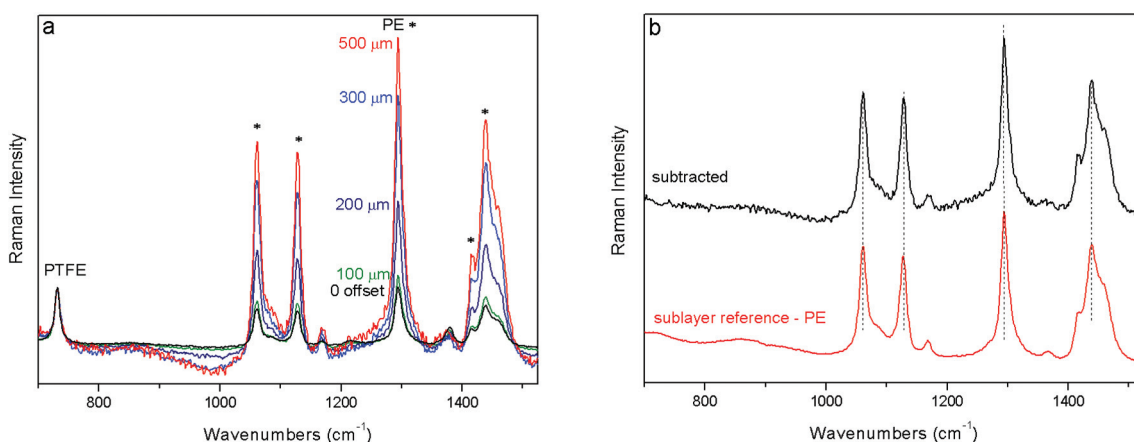 a
PE *
500 μm
300 μm
200 μm
100 μm
0 offset
PTFE
*
*
*
*
Raman Intensity
800
1000
1200
1400
Wavenumbers (cm⁻¹)
b
subtracted
sublayer reference - PE
Raman Intensity
800
1000
1200
1400
Wavenumbers (cm⁻¹)